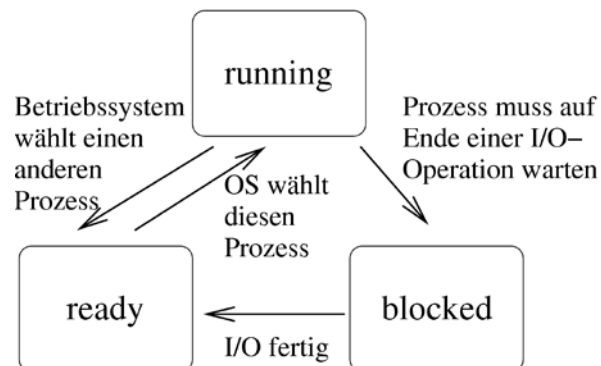 running
Betriebssystem
wählt einen
anderen
Prozess
Prozess muss auf
Ende einer I/O–
Operation warten
OS wählt
diesen
Prozess
ready
blocked
I/O fertig